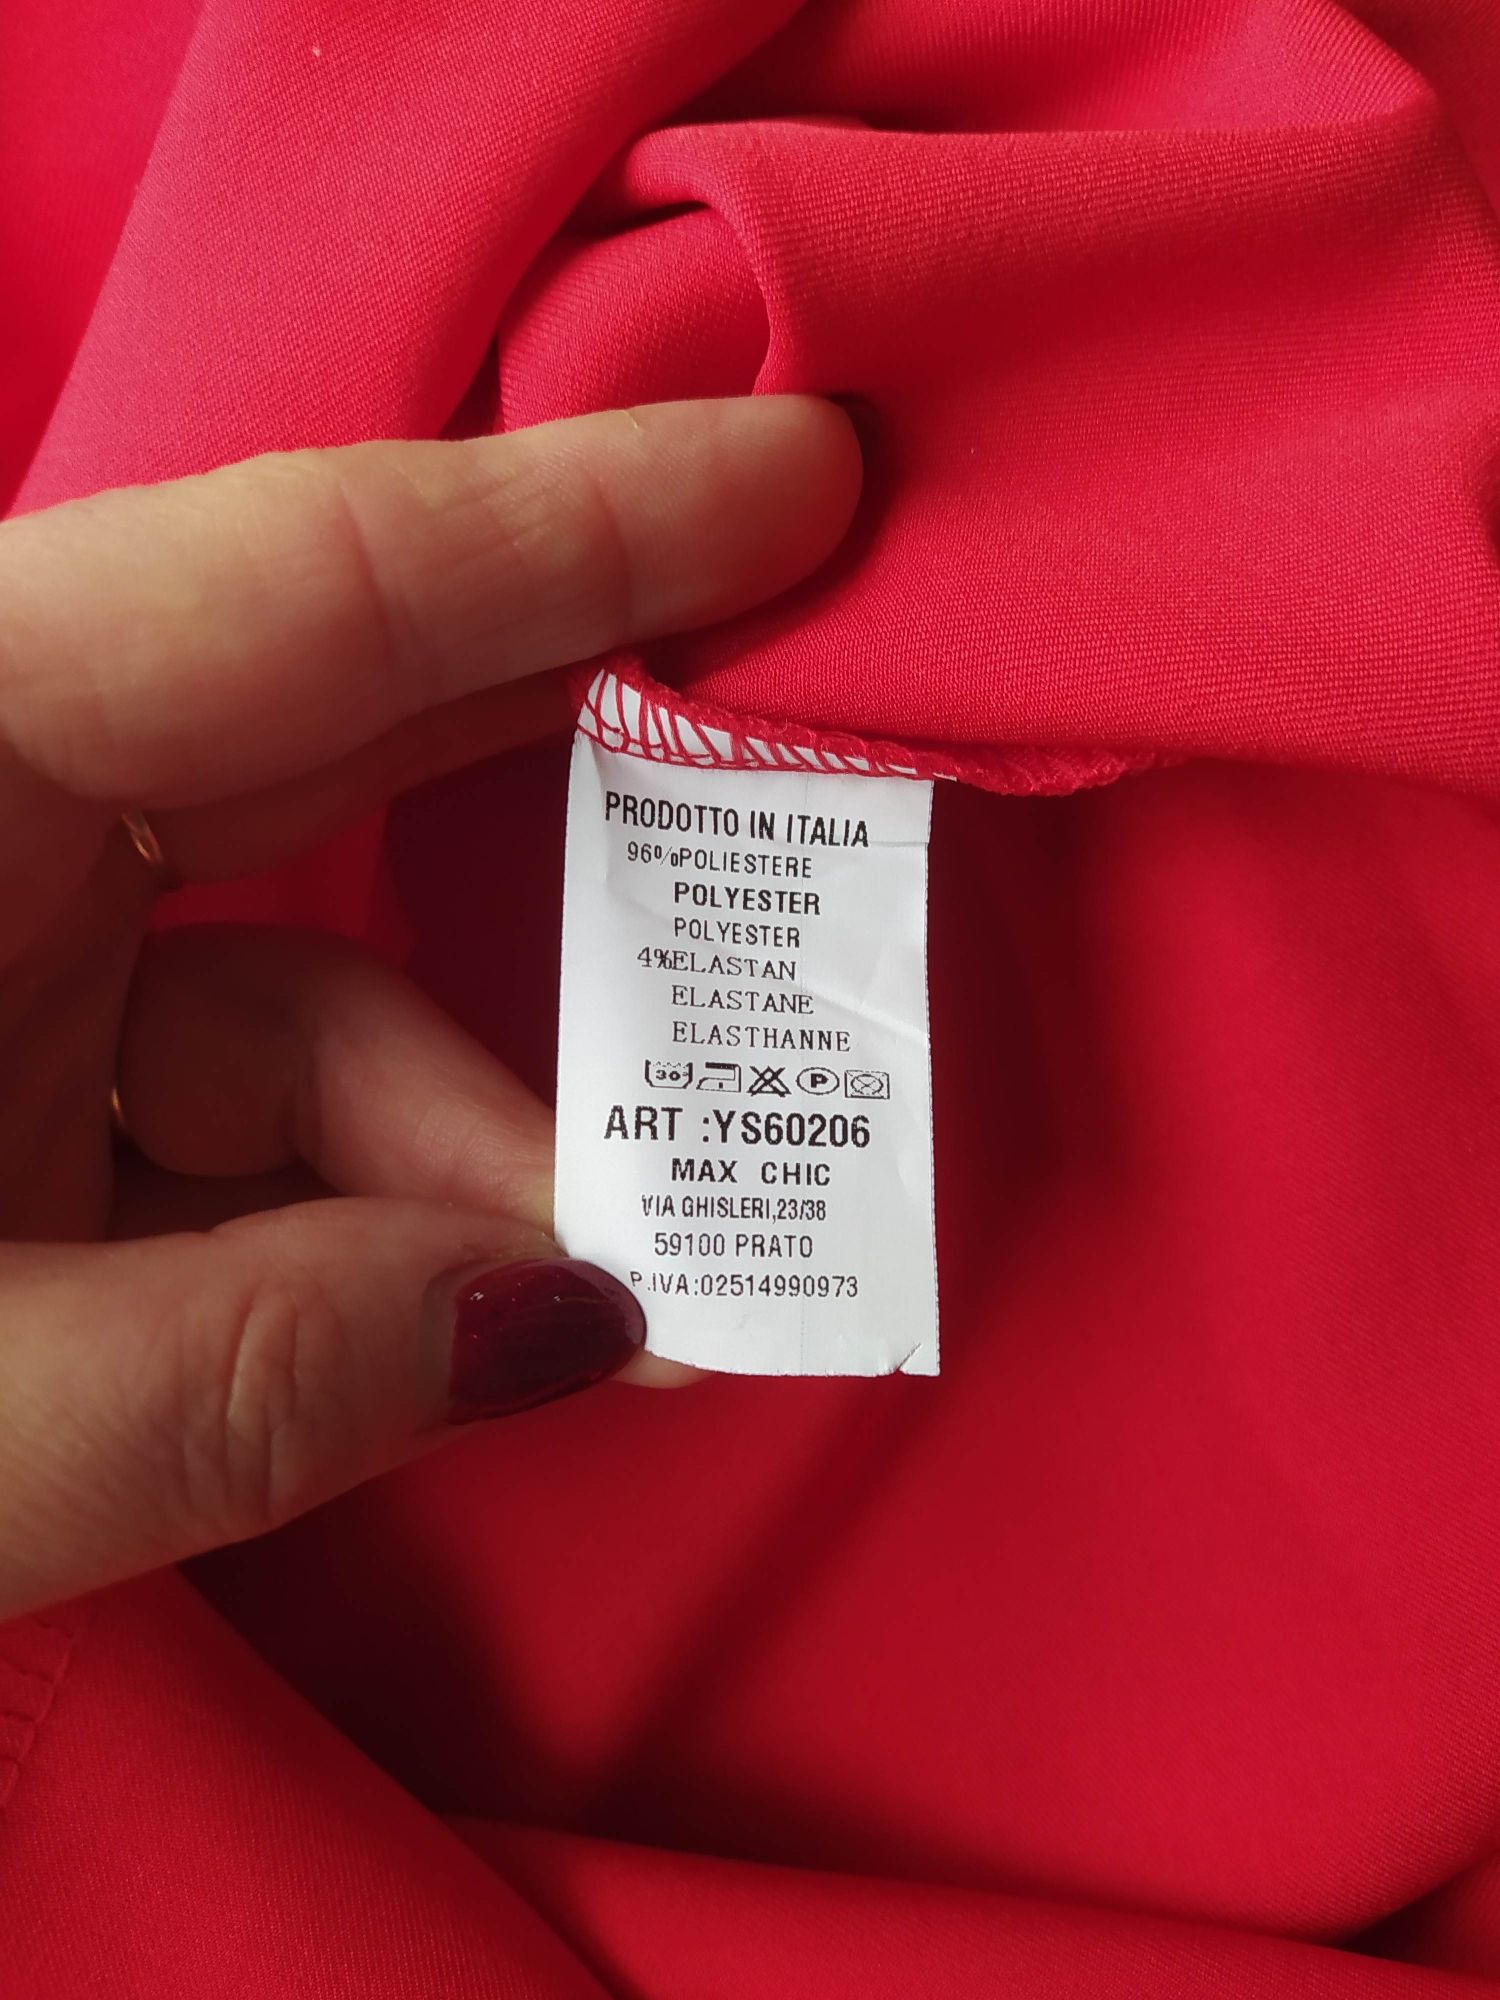 PRODOTTO IN ITALIA
96%POLIESTERE
POLYESTER
POLYESTER
4%ELASTAN
ELASTANE
ELASTHANNE
30 P
ART :YS60206
MAX CHIC
VIA GHISLERI,23/38
59100 PRATO
P.IVA:02514990973